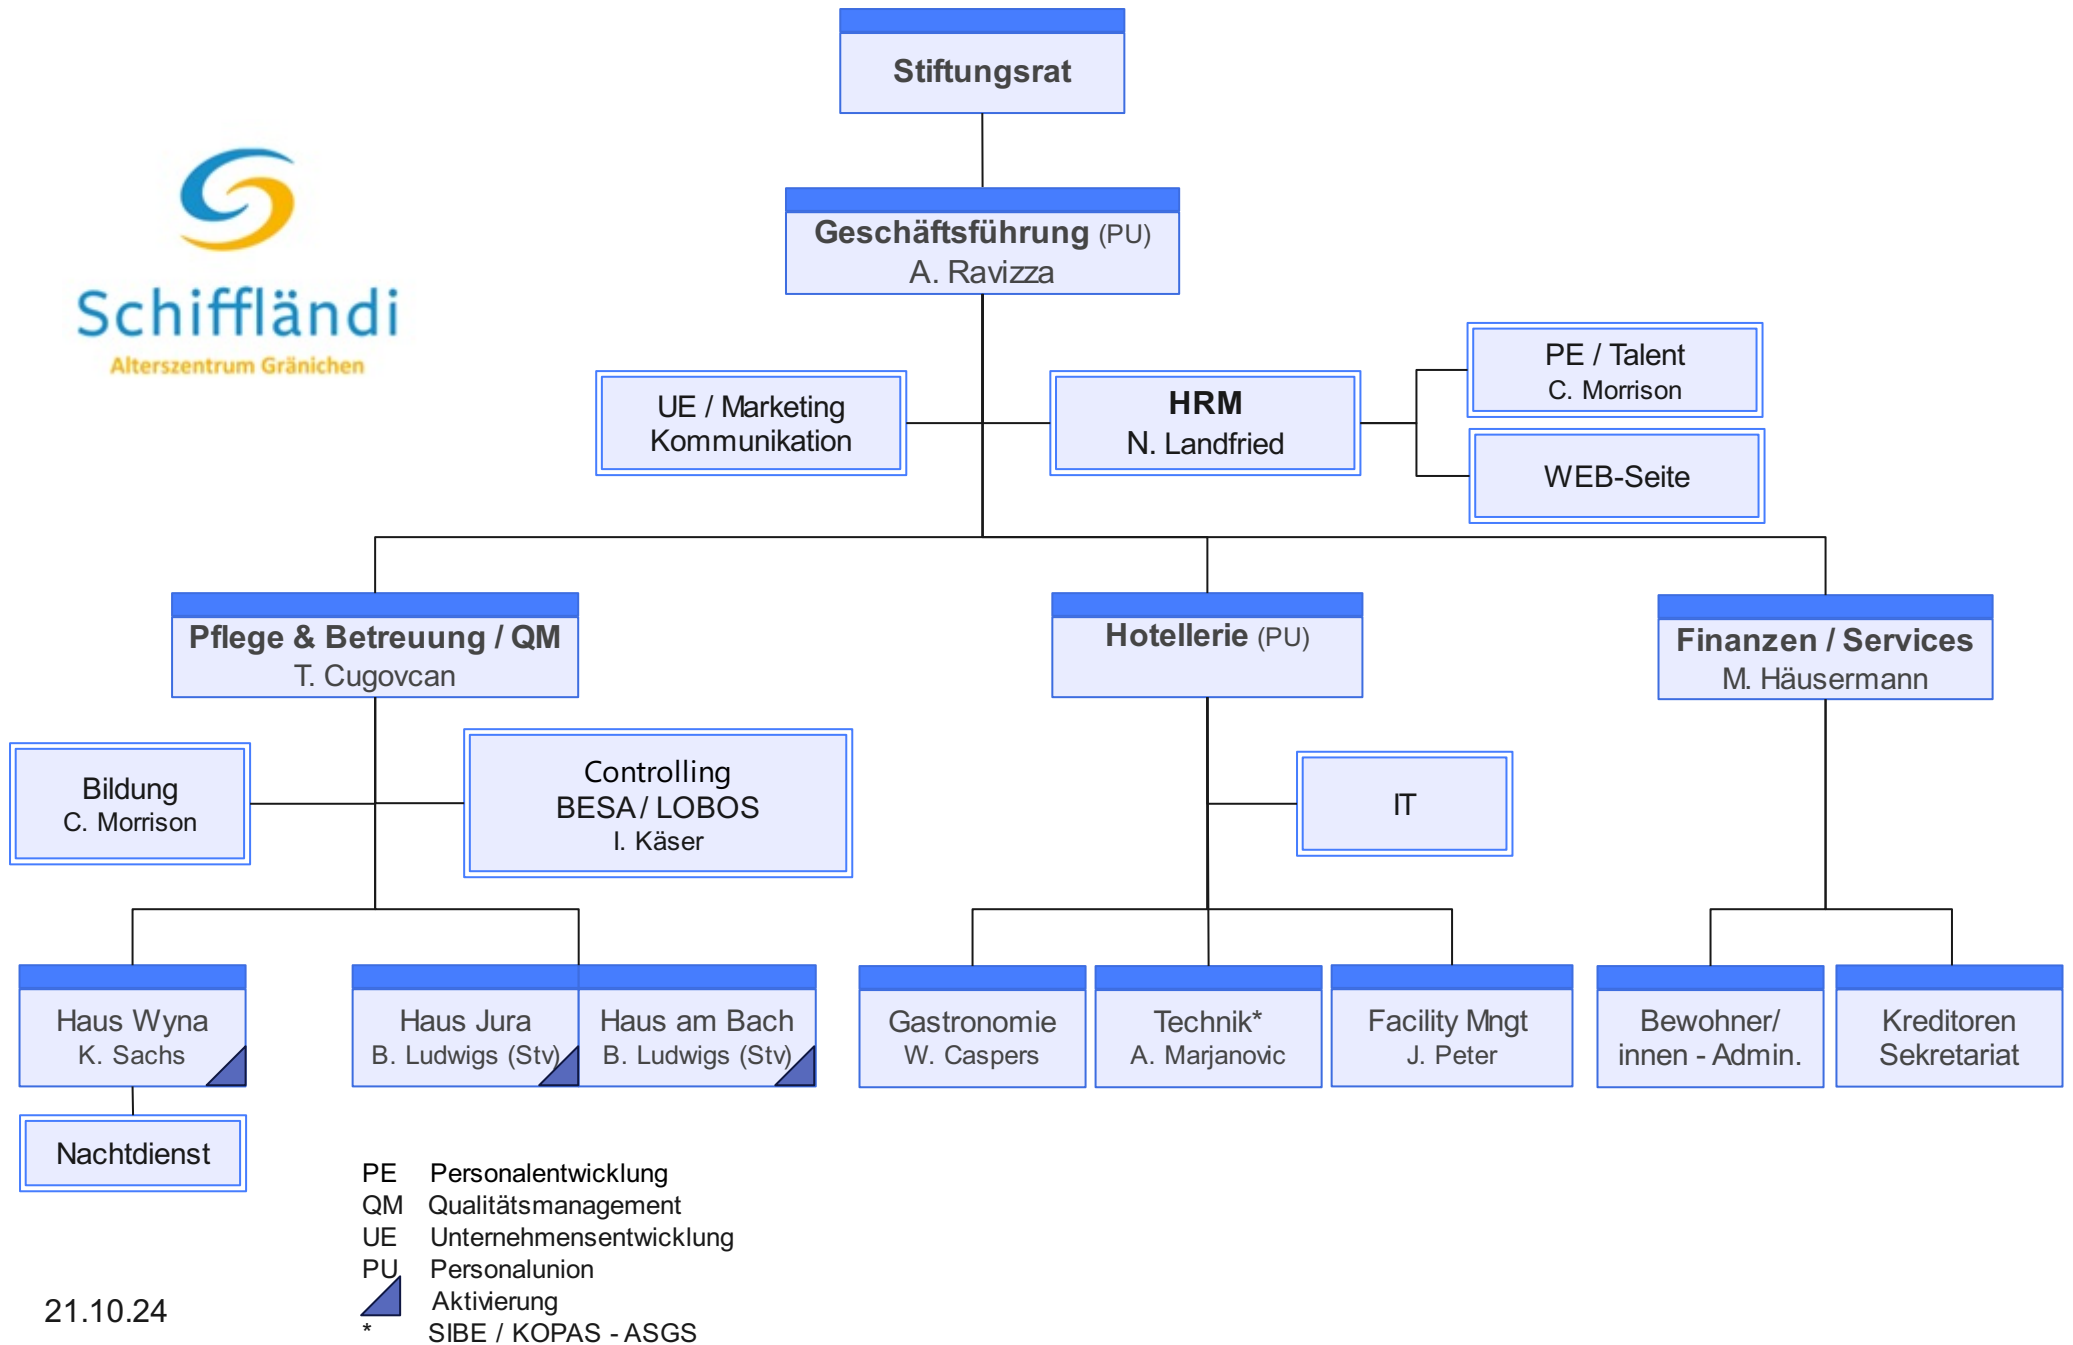 Stiftungsrat
Schiffländi
Alterszentrum Gränichen
Geschäftsführung (PU)
A. Ravizza
UE / Marketing
Kommunikation
HRM
N. Landfried
PE / Talent
C. Morrison
WEB-Seite
Pflege & Betreuung / QM
T. Cugovcan
Hotellerie (PU)
Finanzen / Services
M. Häusermann
Bildung
C. Morrison
Controlling
BESA / LOBOS
I. Käser
IT
Haus Wyna
K. Sachs
Haus Jura
B. Ludwigs (Stv)
Haus am Bach
B. Ludwigs (Stv)
Gastronomie
W. Caspers
Technik*
A. Marjanovic
Facility Mngt
J. Peter
Bewohner/
innen - Admin.
Kreditoren
Sekretariat
Nachtdienst
PE Personalentwicklung
QM Qualitätsmanagement
UE Unternehmensentwicklung
PU Personalunion
Aktivierung
* SIBE / KOPAS - ASGS
21.10.24